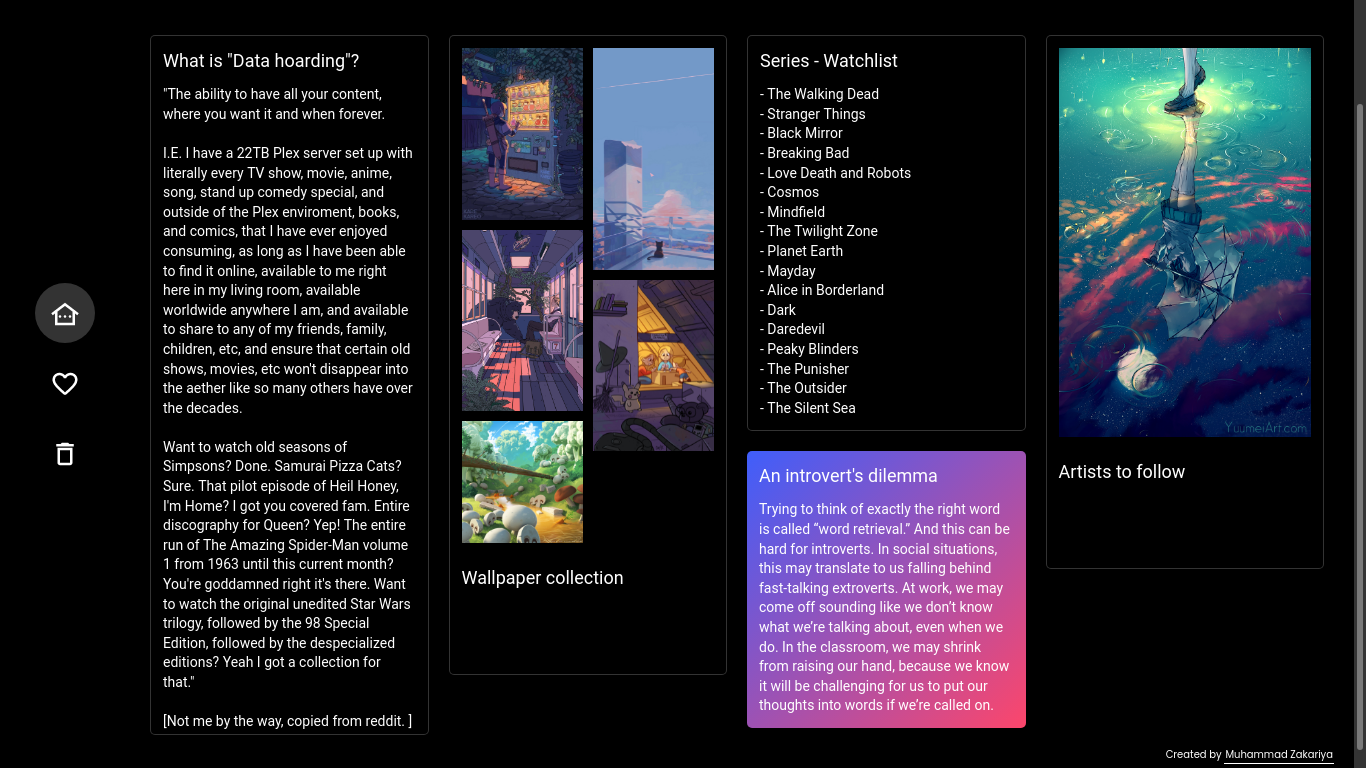 What is "Data hoarding"?
"The ability to have all your content,
where you want it and when forever.
I.E. I have a 22TB Plex server set up with
literally every TV show, movie, anime,
song, stand up comedy special, and
outside of the Plex enviroment, books,
and comics, that I have ever enjoyed
consuming, as long as I have been able
to find it online, available to me right
here in my living room, available
worldwide anywhere I am, and available
to share to any of my friends, family,
children, etc, and ensure that certain old
shows, movies, etc won't disappear into
the aether like so many others have over
the decades.
Want to watch old seasons of
Simpsons? Done. Samurai Pizza Cats?
Sure. That pilot episode of Heil Honey,
I'm Home? I got you covered fam. Entire
discography for Queen? Yep! The entire
run of The Amazing Spider-Man volume
1 from 1963 until this current month?
You're goddamned right it's there. Want
to watch the original unedited Star Wars
trilogy, followed by the 98 Special
Edition, followed by the despecialized
editions? Yeah I got a collection for
that."
[Not me by the way, copied from reddit. ]
Wallpaper collection
Series - Watchlist
- The Walking Dead
- Stranger Things
- Black Mirror
- Breaking Bad
- Love Death and Robots
- Cosmos
- Mindfield
- The Twilight Zone
- Planet Earth
- Mayday
- Alice in Borderland
- Dark
- Daredevil
- Peaky Blinders
- The Punisher
- The Outsider
- The Silent Sea
An introvert's dilemma
Trying to think of exactly the right word
is called “word retrieval.” And this can be
hard for introverts. In social situations,
this may translate to us falling behind
fast-talking extroverts. At work, we may
come off sounding like we don’t know
what we’re talking about, even when we
do. In the classroom, we may shrink
from raising our hand, because we know
it will be challenging for us to put our
thoughts into words if we’re called on.
YuumeiArt.com
Artists to follow
Created by Muhammad Zakariya